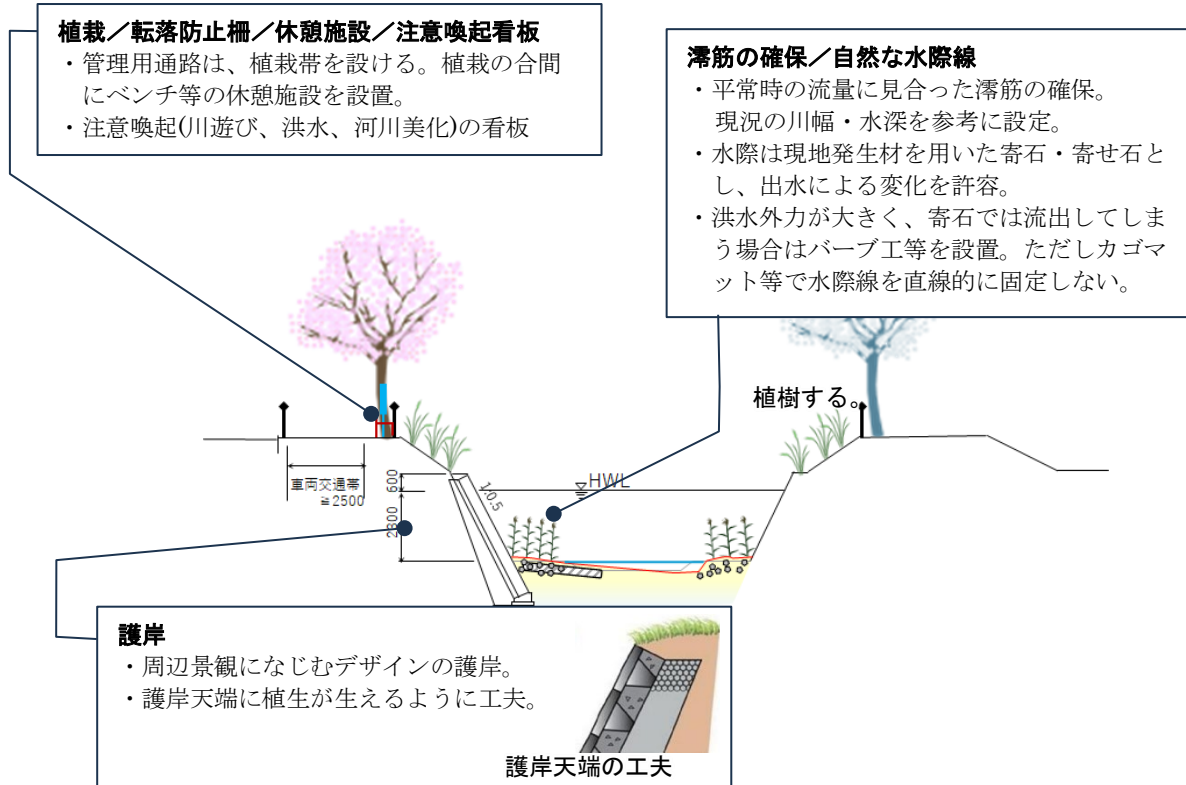 植栽/転落防止柵/休憩施設/注意喚起看板
・管理用通路は、植栽帯を設ける。植栽の合間
にベンチ等の休憩施設を設置。
・注意喚起(川遊び、洪水、河川美化)の看板
澪筋の確保/自然な水際線
・平常時の流量に見合った澪筋の確保。
現況の川幅・水深を参考に設定。
・水際は現地発生材を用いた寄石・寄せ石と
し、出水による変化を許容。
・洪水外力が大きく、寄石では流出してしま
う場合はバーブ工等を設置。ただしカゴマ
ット等で水際線を直線的に固定しない。
植樹する。
車両交通帯
≧2500
600
1:0.5
HWL
護岸
・周辺景観になじむデザインの護岸。
・護岸天端に植生が生えるように工夫。
護岸天端の工夫